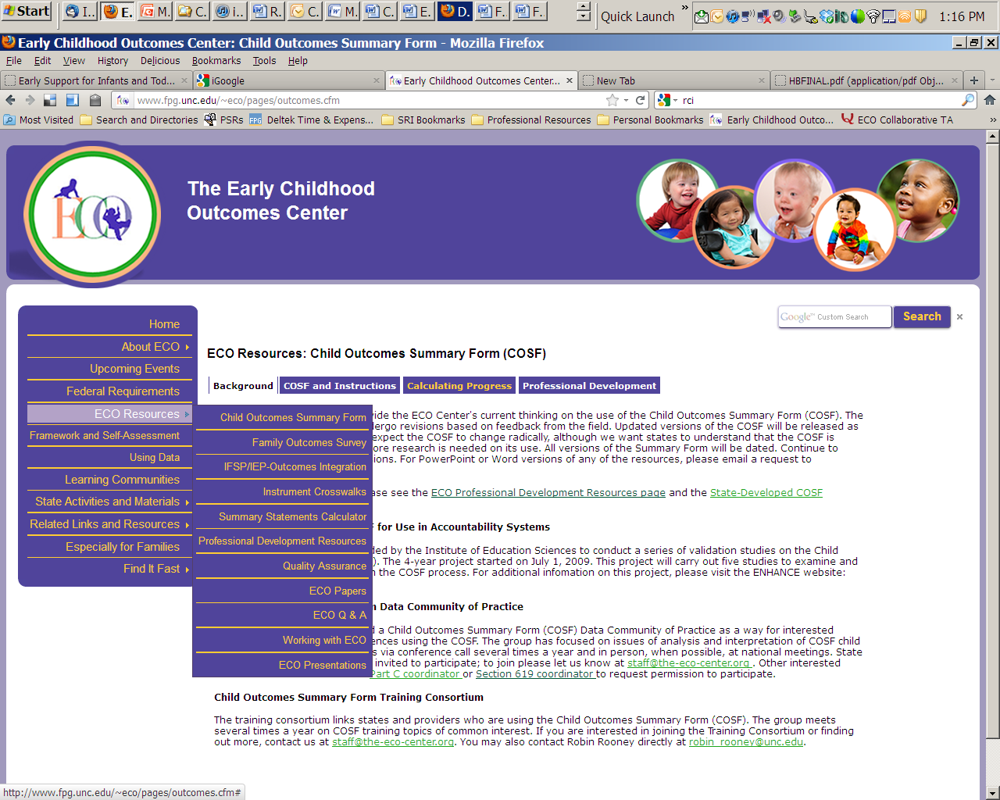 Start
I...
E.
M.
C.
i...
R.
C.
M.
C.
E.
D.
F.
F.
Quick Launch
»
1:16 PM
Early Childhood Outcomes Center: Child Outcomes Summary Form - Mozilla Firefox
File Edit View History Delicious Bookmarks Tools Help
Early Support for Infants and Tod...
iGoogle
Early Childhood Outcomes Center...
New Tab
HBFINAL.pdf (application/pdf Obj...
www.fpg.unc.edu/~eco/pages/outcomes.cfm
rci
Most Visited
Search and Directories
PSRs
FPG
Deltek Time & Expens...
SRI Bookmarks
Professional Resources
Personal Bookmarks
Early Childhood Outco...
ECO Collaborative TA
»
ECO
The Early Childhood
Outcomes Center
Home
About ECO
Upcoming Events
Federal Requirements
ECO Resources
Framework and Self-Assessment
Using Data
Learning Communities
State Activities and Materials
Related Links and Resources
Especially for Families
Find It Fast
Child Outcomes Summary Form
Family Outcomes Survey
IFSP/IEP-Outcomes Integration
Instrument Crosswalks
Summary Statements Calculator
Professional Development Resources
Quality Assurance
ECO Papers
ECO Q & A
Working with ECO
ECO Presentations
Google™ Custom Search
Search
×
ECO Resources: Child Outcomes Summary Form (COSF)
Background
COSF and Instructions
Calculating Progress
Professional Development
vide the ECO Center's current thinking on the use of the Child Outcomes Summary Form (COSF). The
dergo revisions based on feedback from the field. Updated versions of the COSF will be released as
expect the COSF to change radically, although we want states to understand that the COSF is
ore research is needed on its use. All versions of the Summary Form will be dated. Continue to
ions. For PowerPoint or Word versions of any of the resources, please email a request to
ase see the ECO Professional Development Resources page and the State-Developed COSF
F for Use in Accountability Systems
ded by the Institute of Education Sciences to conduct a series of validation studies on the Child
). The 4-year project started on July 1, 2009. This project will carry out five studies to examine and
n the COSF process. For additional infomation on this project, please visit the ENHANCE website:
n Data Community of Practice
d a Child Outcomes Summary Form (COSF) Data Community of Practice as a way for interested
ences using the COSF. The group has focused on issues of analysis and interpretation of COSF child
s via conference call several times a year and in person, when possible, at national meetings. State
invited to participate; to join please let us know at staff@the-eco-center.org . Other interested
Part C coordinator or Section 619 coordinator to request permission to participate.
Child Outcomes Summary Form Training Consortium
The training consortium links states and providers who are using the Child Outcomes Summary Form (COSF). The group meets
several times a year on COSF training topics of common interest. If you are interested in joining the Training Consortium or finding
out more, contact us at staff@the-eco-center.org. You may also contact Robin Rooney directly at robin_rooney@unc.edu.
http://www.fpg.unc.edu/~eco/pages/outcomes.cfm#